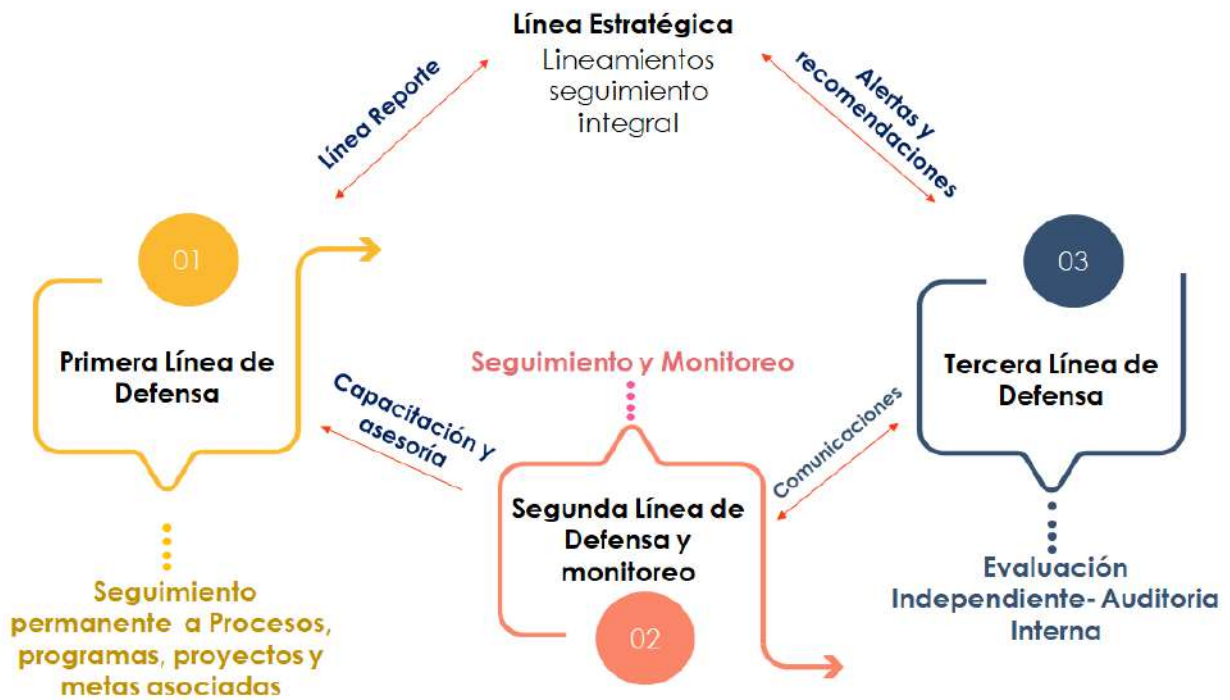 Línea Estratégica
Lineamientos
seguimiento
integral
Línea Reporte
Alertas y
recomendaciones
01
Primera Línea de
Defensa
Seguimiento
permanente a Procesos,
programas, proyectos y
metas asociadas
Capacitación y
asesoría
Seguimiento y Monitoreo
Segunda Línea de
Defensa y
monitoreo
02
Comunicaciones
03
Tercera Línea de
Defensa
Evaluación
Independiente- Auditoria
Interna